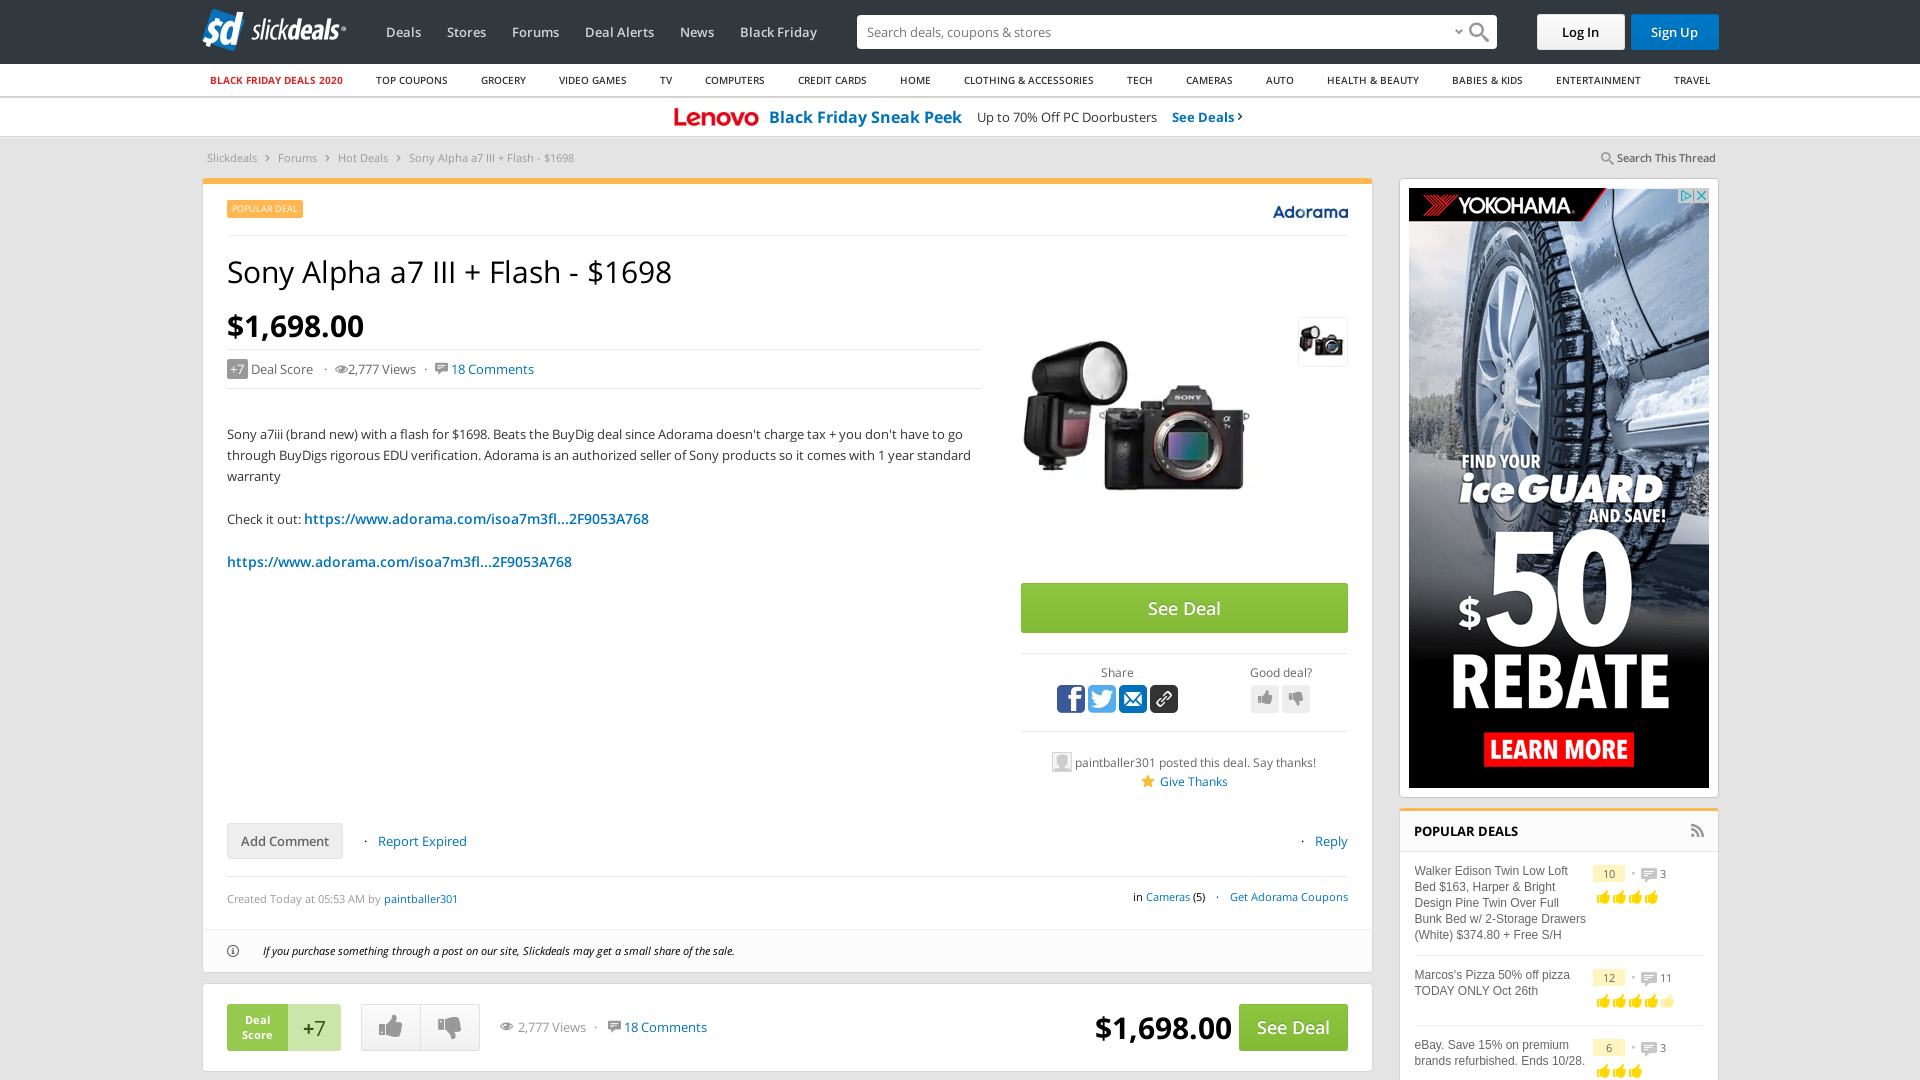 sd slickdeals
Deals
Stores
Forums
Deal Alerts
News
Black Friday
Search deals, coupons & stores
Log In
Sign Up
BLACK FRIDAY DEALS 2020
TOP COUPONS
GROCERY
VIDEO GAMES
TV
COMPUTERS
CREDIT CARDS
HOME
CLOTHING & ACCESSORIES
TECH
CAMERAS
AUTO
HEALTH & BEAUTY
BABIES & KIDS
ENTERTAINMENT
TRAVEL
Lenovo Black Friday Sneak Peek Up to 70% Off PC Doorbusters See Deals ›
Slickdeals › Forums › Hot Deals › Sony Alpha a7 III + Flash - $1698
Search This Thread
POPULAR DEAL
Adorama
Sony Alpha a7 III + Flash - $1698
$1,698.00
+7 Deal Score · 2,777 Views · 18 Comments
Sony a7iii (brand new) with a flash for $1698. Beats the BuyDig deal since Adorama doesn't charge tax + you don't have to go
through BuyDigs rigorous EDU verification. Adorama is an authorized seller of Sony products so it comes with 1 year standard
warranty
Check it out: https://www.adorama.com/isoa7m3fl...2F9053A768
https://www.adorama.com/isoa7m3fl...2F9053A768
SONY
See Deal
Share
Good deal?
paintballer301 posted this deal. Say thanks!
Give Thanks
Add Comment · Report Expired
· Reply
Created Today at 05:53 AM by paintballer301
in Cameras (5) · Get Adorama Coupons
If you purchase something through a post on our site, Slickdeals may get a small share of the sale.
Deal
Score
+7
2,777 Views · 18 Comments
$1,698.00
See Deal
YOKOHAMA
FIND YOUR
iceGUARD
AND SAVE!
$50
REBATE
LEARN MORE
POPULAR DEALS
Walker Edison Twin Low Loft
Bed $163, Harper & Bright
Design Pine Twin Over Full
Bunk Bed w/ 2-Storage Drawers
(White) $374.80 + Free S/H
10 • 3
Marcos's Pizza 50% off pizza
TODAY ONLY Oct 26th
12 • 11
eBay. Save 15% on premium
brands refurbished. Ends 10/28.
6 • 3